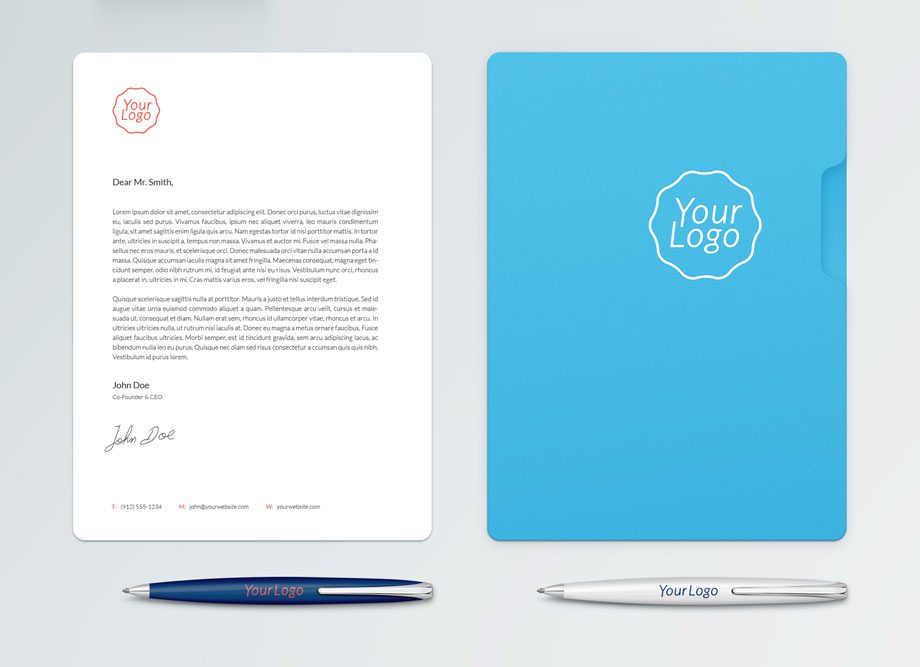 Your
Logo
Dear Mr. Smith,
Lorem ipsum dolor sit amet, consectetur adipiscing elit. Donec orci purus, luctus vitae dignissim
eu, iaculis sed purus. Vivamus faucibus, ipsum nec aliquet viverra, leo mauris condimentum
ligula, sit amet sagittis enim ligula quis arcu. Nam egestas tortor id nisi porttitor mattis. In tortor
ante, ultricies in suscipit a, tempus non massa. Vivamus et auctor mi. Fusce vel massa nulla. Pha-
sellus nec eros mauris, et scelerisque orci. Donec malesuada orci vitae nulla accumsan porta a id
massa. Quisque accumsan iaculis magna sit amet fringilla. Maecenas consequat, magna eget tin-
cidunt semper, odio nibh rutrum mi, id feugiat ante nisi eu risus. Vestibulum nunc orci, rhoncus
a placerat in, ultricies in mi. Cras mattis varius eros, vel fringilla nisi suscipit eget.
Quisque scelerisque sagittis nulla at porttitor. Mauris a justo et tellus interdum tristique. Sed id
augue vitae urna euismod commodo aliquet a quam. Pellentesque arcu velit, cursus et male-
suada ut, consequat et diam. Nullam erat sem, rhoncus id ullamcorper vitae, rhoncus et arcu. In
ultricies ultricies nulla, ut rutrum nisi iaculis at. Donec eu magna a metus ornare faucibus. Fusce
aliquet faucibus ultricies. Morbi semper, est id tincidunt gravida, sem arcu adipiscing lacus, ac
bibendum nulla leo eu purus. Quisque nec diam sed risus consectetur a ccumsan quis quis nibh.
Vestibulum id purus lorem.
John Doe
Co-Founder & CEO
John Doe
T: (912) 555-1234 M: john@yourwebsite.com W: yourwebsite.com
Your
Logo
Your Logo
Your Logo